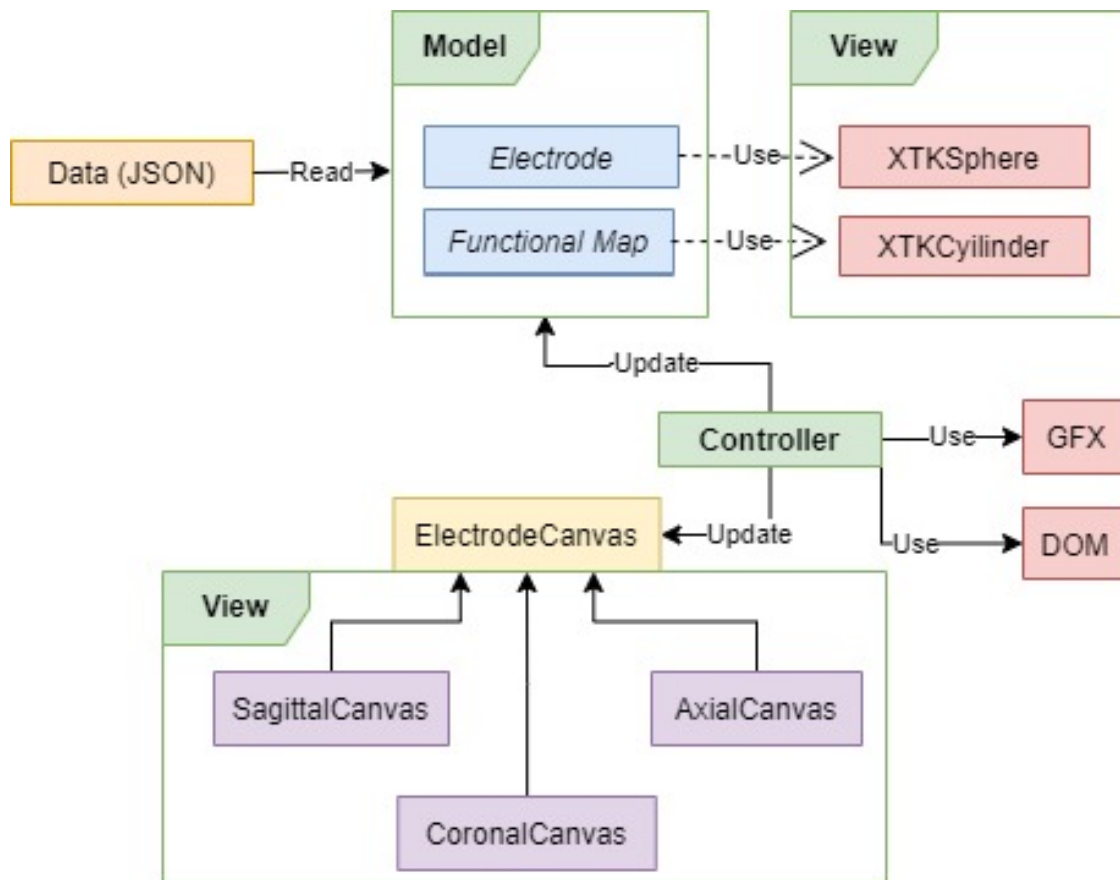 Model
View
Data (JSON)
Read
Electrode
Use
XTKSphere
Functional Map
Use
XTKCyilinder
Update
Controller
Use
GFX
ElectrodeCanvas
Update
Use
DOM
View
SagittalCanvas
AxialCanvas
CoronalCanvas